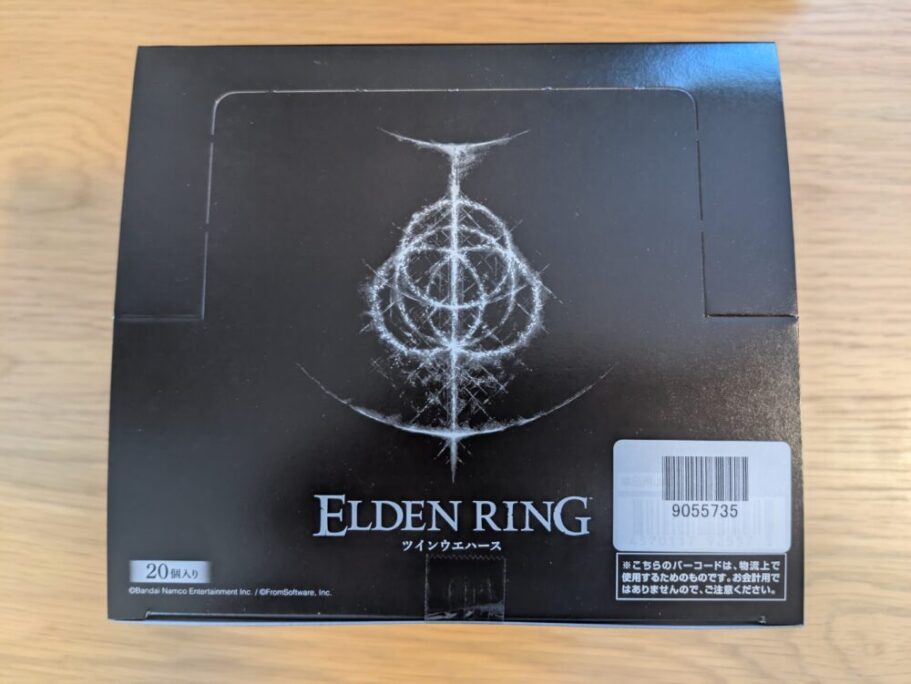 ELDEN RING
ツインウエハース
20個入り
©Bandai Namco Entertainment Inc. / ©FromSoftware, Inc.
9055735
※こちらのバーコードは、物流上で
使用するためのものです。お会計用で
はありませんので、ご注意ください。